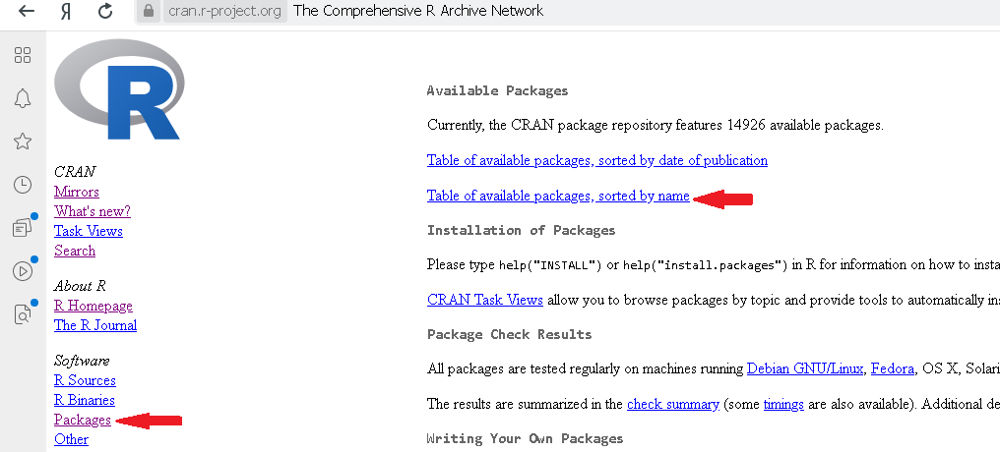 Я cran.r-project.org The Comprehensive R Archive Network
R
CRAN
Mirrors
What's new?
Task Views
Search
About R
R Homepage
The R Journal
Software
R Sources
R Binaries
Packages
Other
Available Packages
Currently, the CRAN package repository features 14926 available packages.
Table of available packages, sorted by date of publication
Table of available packages, sorted by name
Installation of Packages
Please type help("INSTALL") or help("install.packages") in R for information on how to insta
CRAN Task Views allow you to browse packages by topic and provide tools to automatically ins
Package Check Results
All packages are tested regularly on machines running Debian GNU/Linux, Fedora, OS X, Solari
The results are summarized in the check summary (some timings are also available). Additional de
Writing Your Own Packages